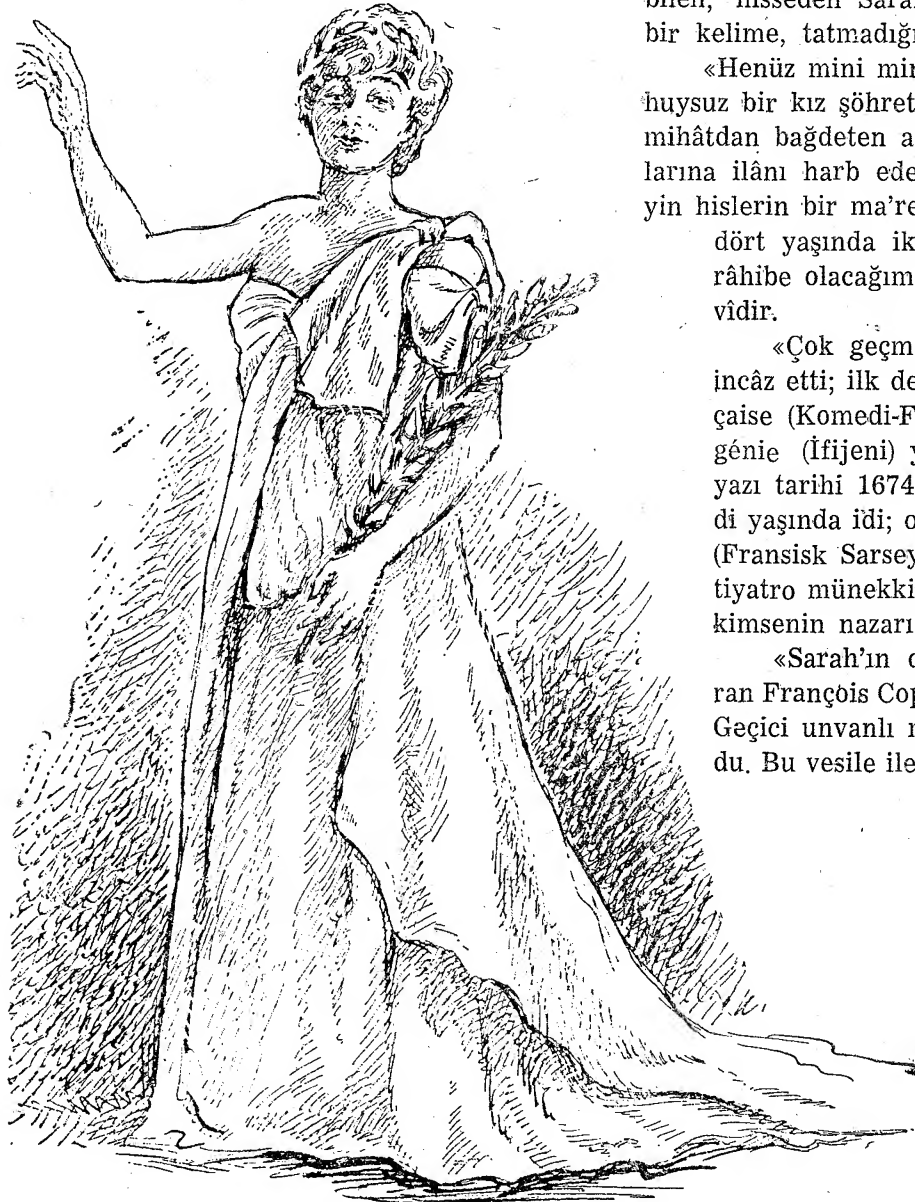 bilen, hisseden Sarah
bir kelime, tatmadığı
«Henüz mini min
huysuz bir kız şöhret
mihâtdan bağdeten a
larına ilânı harb ede
yin hislerin bir ma're
dört yaşında ik
râhibe olacağım
vîdir.
«Çok geçm
incâz etti; ilk de
çaise (Komedi-F
génie (İfijeni) y
yazı tarihi 1674
di yaşında idi; o
(Fransisk Sarsey
tiyatro münekki
kimsenin nazarı
«Sarah'ın d
ran François Cop
Geçici unvanlı m
du. Bu vesile ile